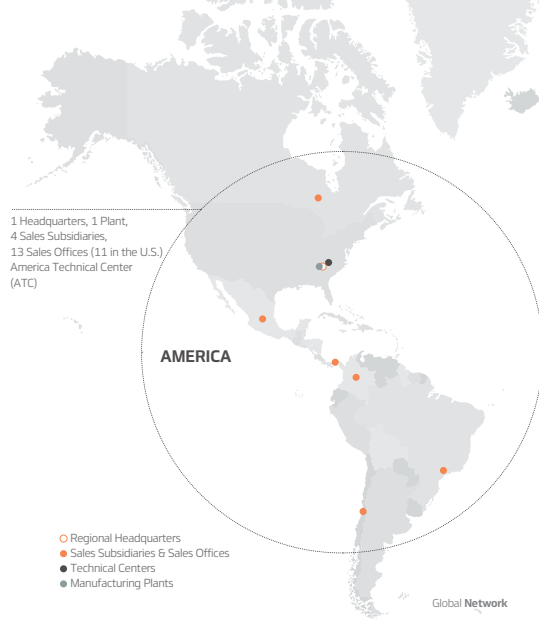 1 Headquarters, 1 Plant,
4 Sales Subsidiaries,
13 Sales Offices (11 in the U.S.)
America Technical Center
(ATC)
AMERICA
Regional Headquarters
Sales Subsidiaries & Sales Offices
Technical Centers
Manufacturing Plants
Global Network